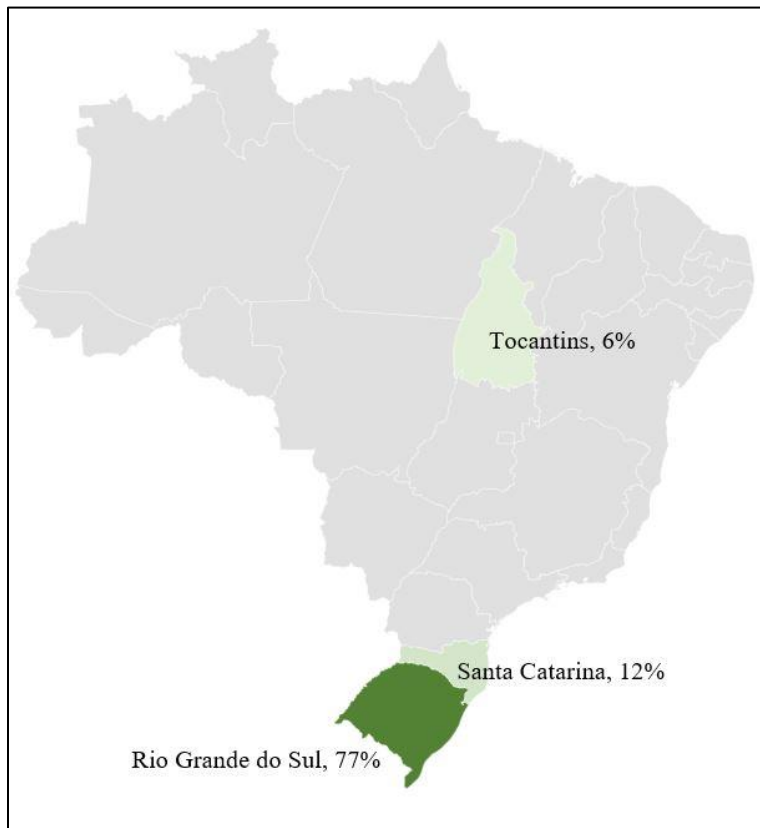 Tocantins, 6%
Santa Catarina, 12%
Rio Grande do Sul, 77%